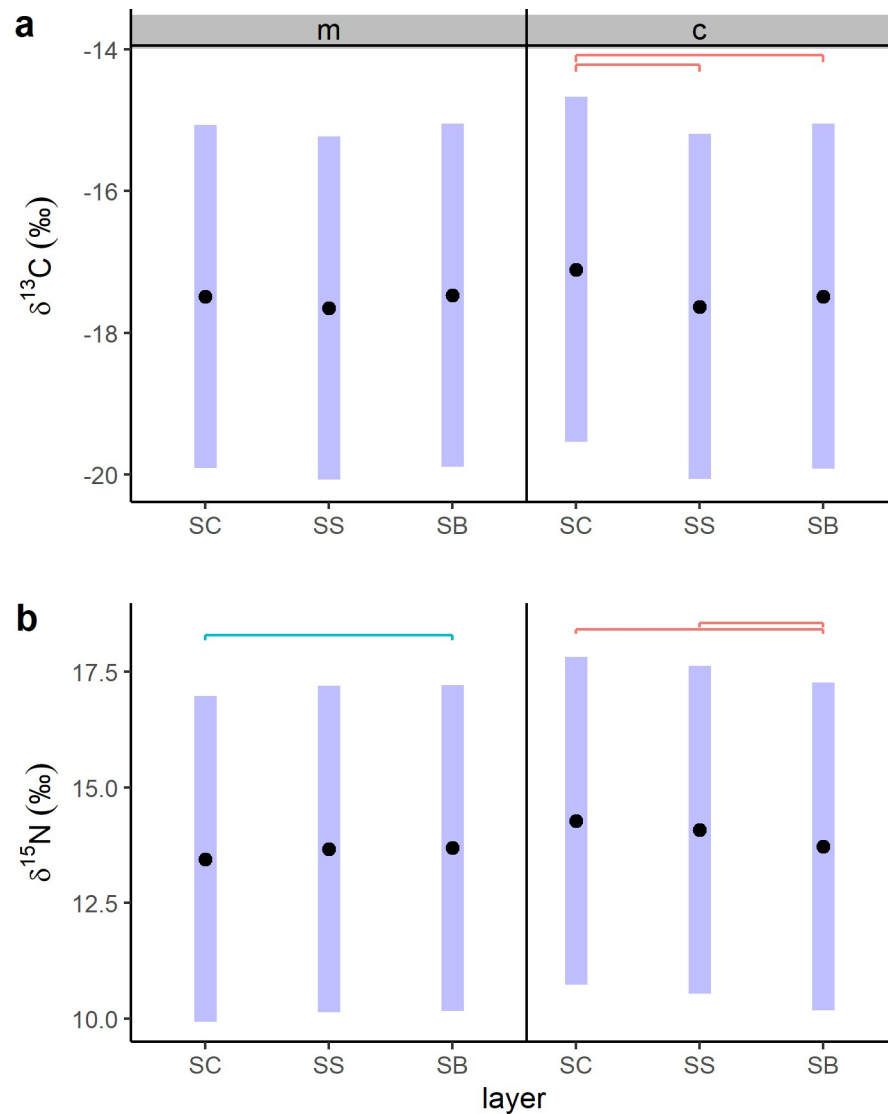 a
m c
-14
-16
-18
-20
δ¹³C (‰)
SC SS SB SC SS SB
b
17.5
15.0
12.5
10.0
δ¹⁵N (‰)
SC SS SB SC SS SB
layer